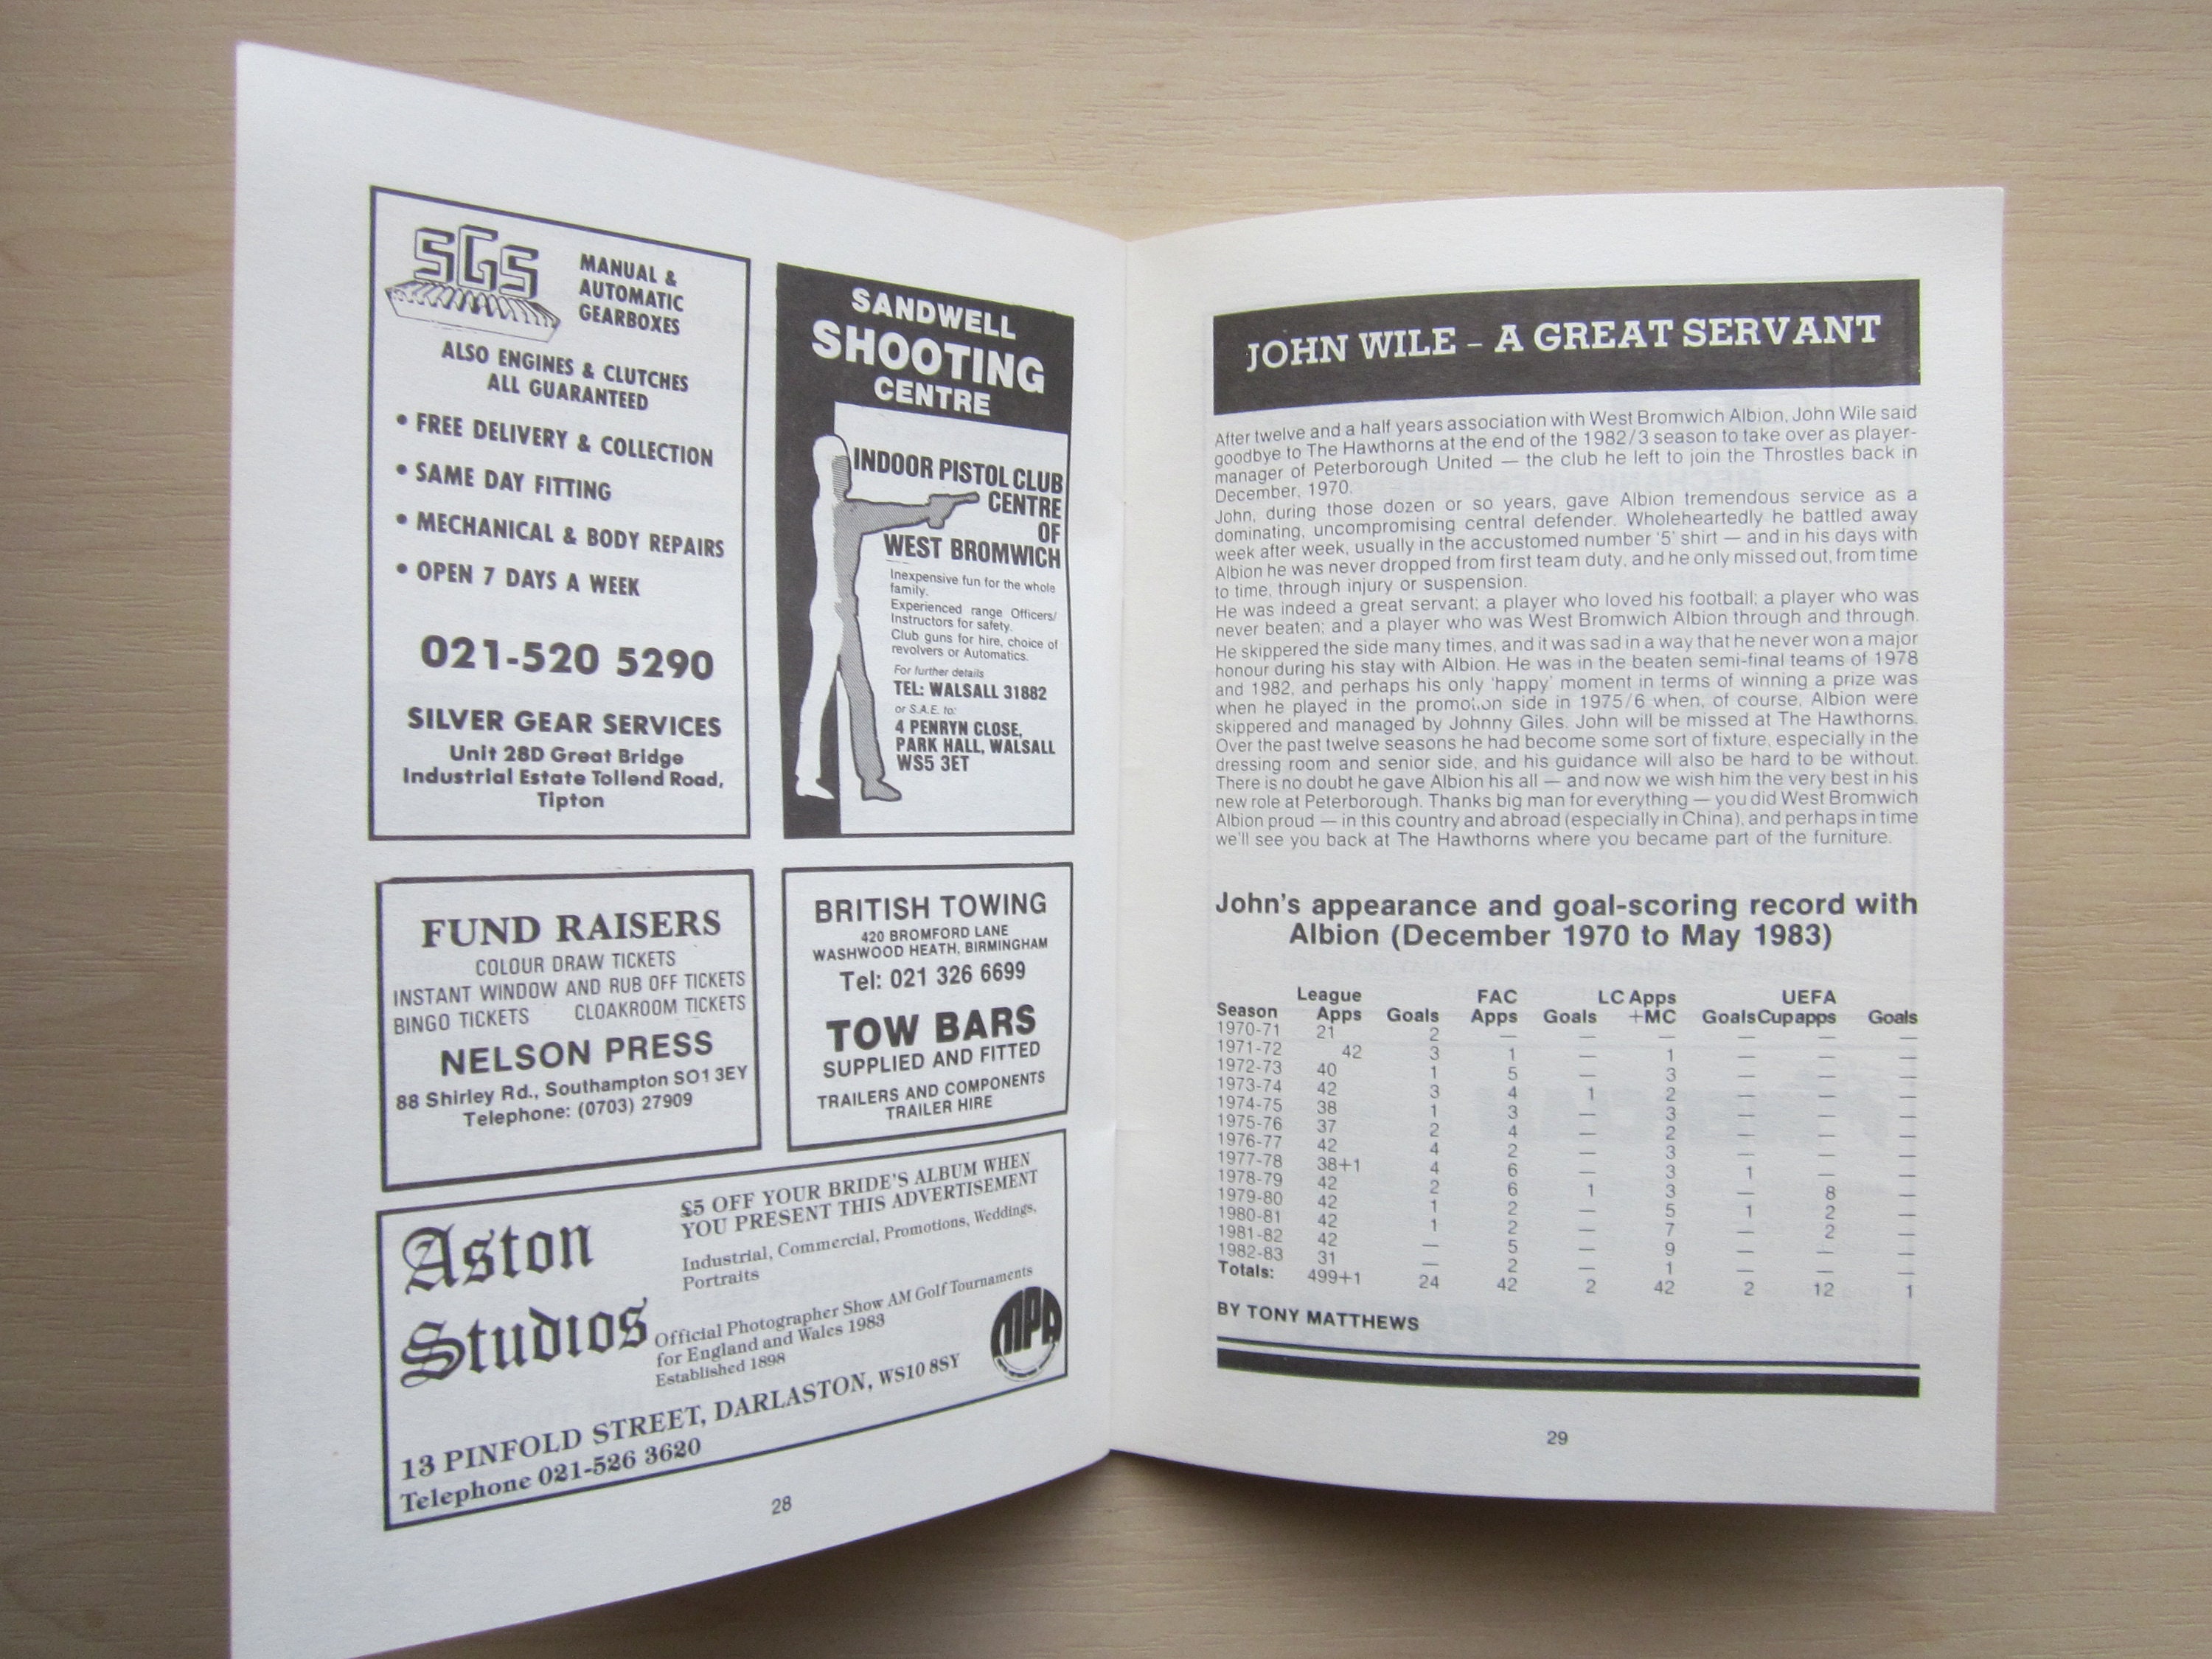 SGS
MANUAL &
AUTOMATIC
GEARBOXES
ALSO ENGINES & CLUTCHES
ALL GUARANTEED
• FREE DELIVERY & COLLECTION
• SAME DAY FITTING
• MECHANICAL & BODY REPAIRS
• OPEN 7 DAYS A WEEK
021-520 5290
SILVER GEAR SERVICES
Unit 28D Great Bridge
Industrial Estate Tollend Road,
Tipton
SANDWELL
SHOOTING
CENTRE
INDOOR PISTOL CLUB
CENTRE
OF
WEST BROMWICH
Inexpensive fun for the whole
family.
Experienced range Officers/
Instructors for safety.
Club guns for hire, choice of
revolvers or Automatics.
For further details
TEL: WALSALL 31882
or S.A.E. to:
4 PENRYN CLOSE,
PARK HALL, WALSALL
WS5 3ET
FUND RAISERS
COLOUR DRAW TICKETS
INSTANT WINDOW AND RUB OFF TICKETS
BINGO TICKETS CLOAKROOM TICKETS
NELSON PRESS
88 Shirley Rd., Southampton SO1 3EY
Telephone: (0703) 27909
BRITISH TOWING
420 BROMFORD LANE
WASHWOOD HEATH, BIRMINGHAM
Tel: 021 326 6699
TOW BARS
SUPPLIED AND FITTED
TRAILERS AND COMPONENTS
TRAILER HIRE
Aston
Studios
£5 OFF YOUR BRIDE'S ALBUM WHEN
YOU PRESENT THIS ADVERTISEMENT
Industrial, Commercial, Promotions, Weddings,
Portraits
Official Photographer Show AM Golf Tournaments
for England and Wales 1983
Established 1898
MPA
13 PINFOLD STREET, DARLASTON, WS10 8SY
Telephone 021-526 3620
28
JOHN WILE – A GREAT SERVANT
After twelve and a half years association with West Bromwich Albion, John Wile said
goodbye to The Hawthorns at the end of the 1982/3 season to take over as player-
manager of Peterborough United — the club he left to join the Throstles back in
December, 1970.
John, during those dozen or so years, gave Albion tremendous service as a
dominating, uncompromising central defender. Wholeheartedly he battled away
week after week, usually in the accustomed number '5' shirt — and in his days with
Albion he was never dropped from first team duty, and he only missed out, from time
to time, through injury or suspension.
He was indeed a great servant; a player who loved his football; a player who was
never beaten; and a player who was West Bromwich Albion through and through.
He skippered the side many times, and it was sad in a way that he never won a major
honour during his stay with Albion. He was in the beaten semi-final teams of 1978
and 1982, and perhaps his only 'happy' moment in terms of winning a prize was
when he played in the promotion side in 1975/6 when, of course, Albion were
skippered and managed by Johnny Giles. John will be missed at The Hawthorns.
Over the past twelve seasons he had become some sort of fixture, especially in the
dressing room and senior side, and his guidance will also be hard to be without.
There is no doubt he gave Albion his all — and now we wish him the very best in his
new role at Peterborough. Thanks big man for everything — you did West Bromwich
Albion proud — in this country and abroad (especially in China), and perhaps in time
we'll see you back at The Hawthorns where you became part of the furniture.
John's appearance and goal-scoring record with
Albion (December 1970 to May 1983)
League FAC LC Apps UEFA
Season Apps Goals Apps Goals +MC Goals Cup apps Goals
1970-71 21 2 — — — — — —
1971-72 42 3 1 — 1 — — —
1972-73 40 1 5 — 3 — — —
1973-74 42 3 4 1 2 — — —
1974-75 38 1 3 — 3 — — —
1975-76 37 2 4 — 2 — — —
1976-77 42 4 2 — 3 — — —
1977-78 38+1 4 6 — 3 1 — —
1978-79 42 2 6 1 3 — 8 —
1979-80 42 1 2 — 5 1 2 —
1980-81 42 1 2 — 7 — 2 —
1981-82 42 — 5 — 9 — — —
1982-83 31 — 2 — 1 — — —
Totals: 499+1 24 42 2 42 2 12 1
BY TONY MATTHEWS
29